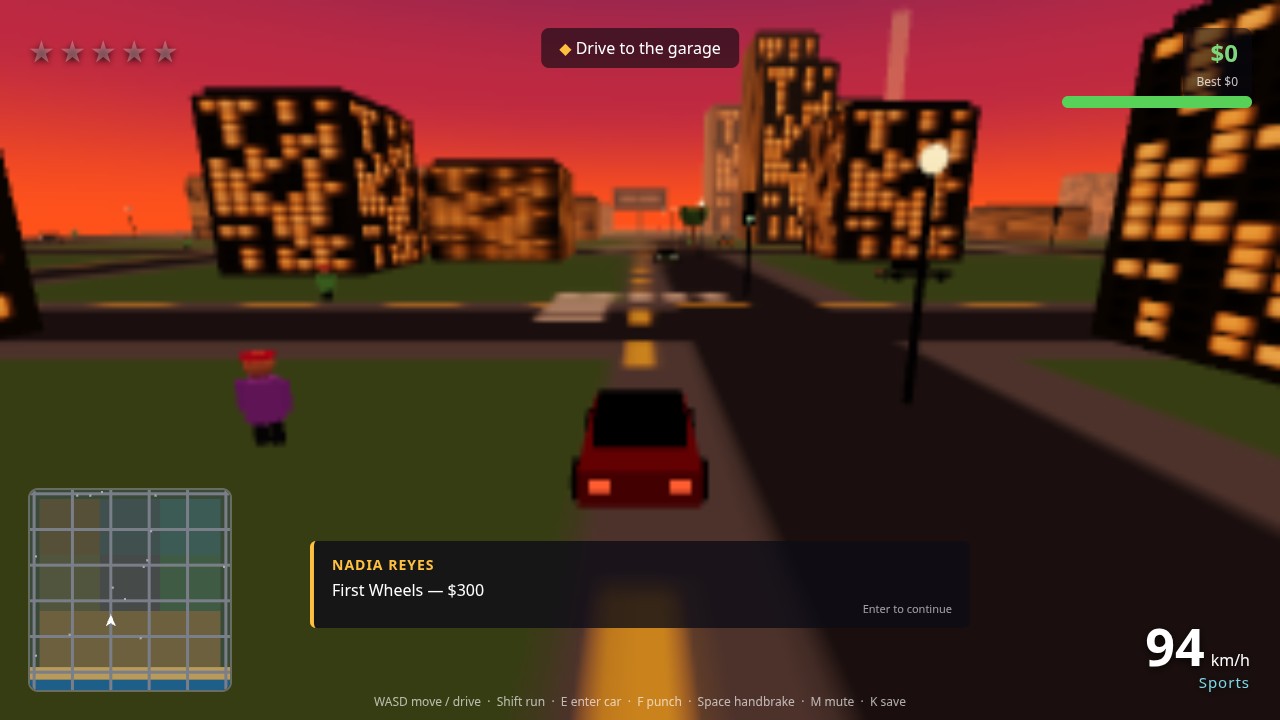 ★★★★★
◆ Drive to the garage
$0
Best $0
NADIA REYES
First Wheels — $300
Enter to continue
94 km/h
Sports
WASD move / drive · Shift run · E enter car · F punch · Space handbrake · M mute · K save